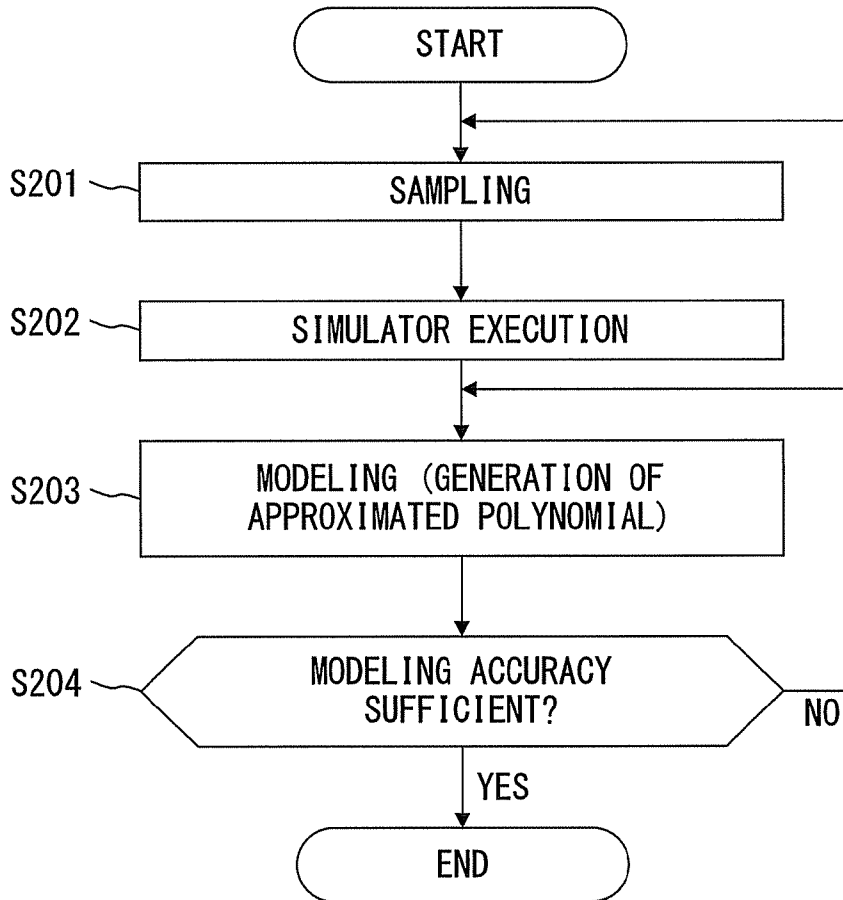 START
S201
SAMPLING
S202
SIMULATOR EXECUTION
S203
MODELING (GENERATION OF
APPROXIMATED POLYNOMIAL)
S204
MODELING ACCURACY
SUFFICIENT?
NO
YES
END